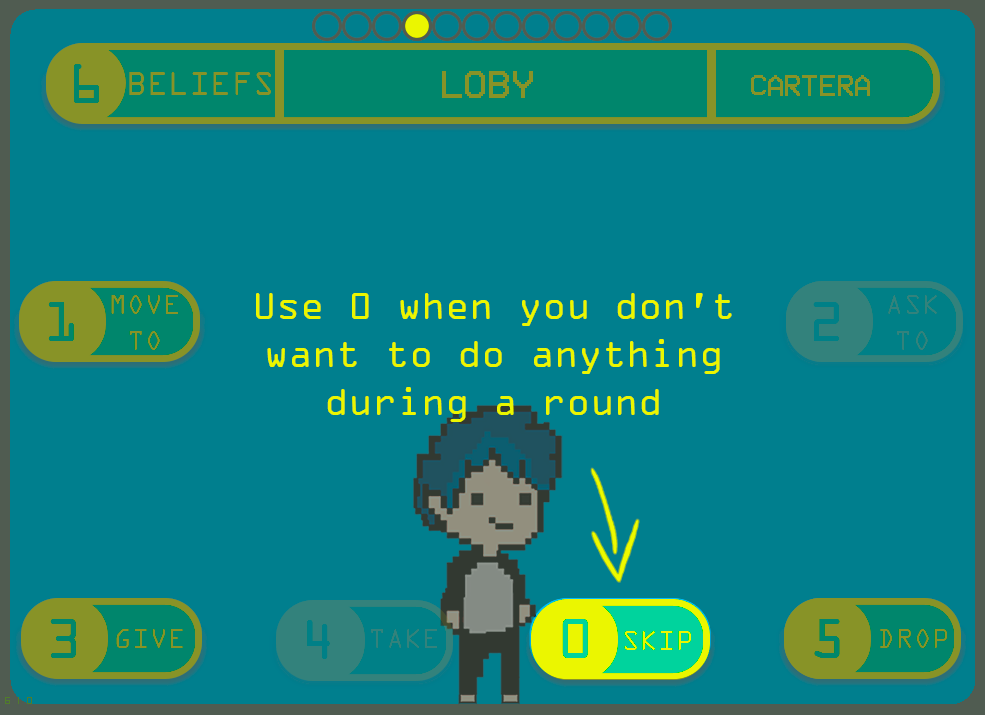 6 BELIEFS
LOBY
CARTERA
1 MOVE TO
2 ASK TO
Use 0 when you don't
want to do anything
during a round
3 GIVE
4 TAKE
0 SKIP
5 DROP